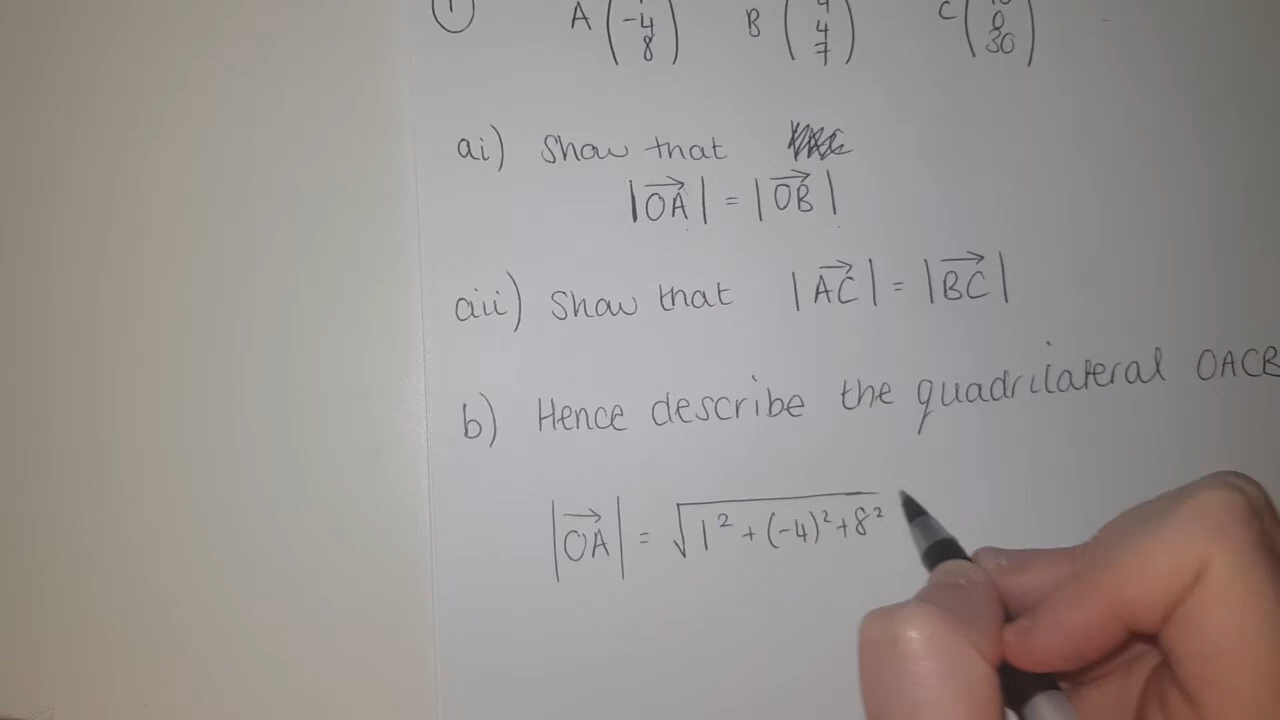 1 A (-4 8) B (4 4 7) C (0 30)
ai) Show that
|OA| = |OB|
aii) Show that |AC| = |BC|
b) Hence describe the quadrilateral OACB
|OA| = √1² + (-4)² + 8²